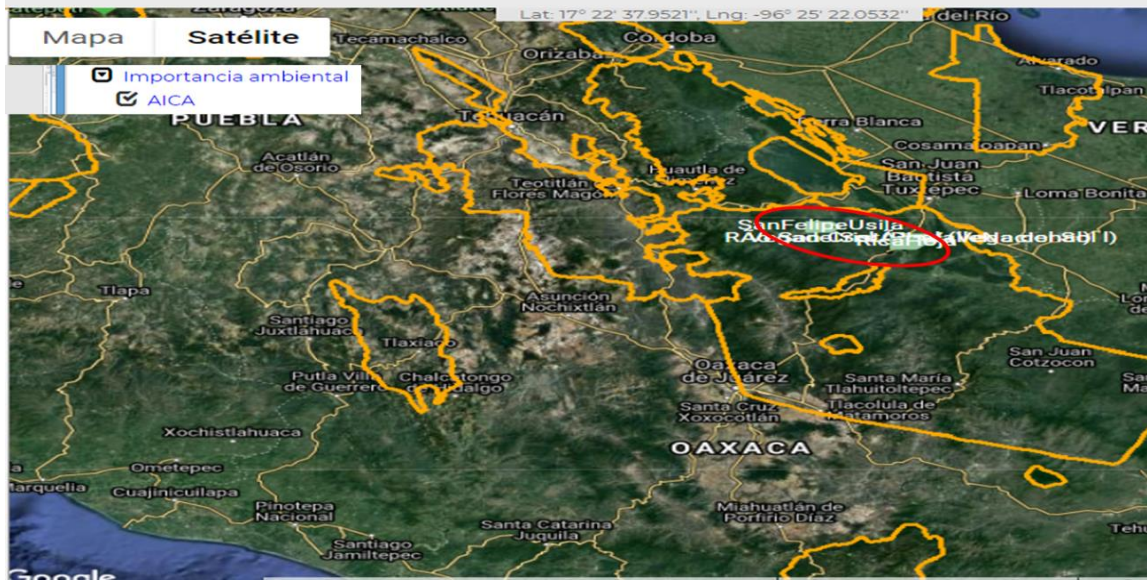 Zaragoza
Lat: 17° 22' 37.9521'', Lng: -96° 25' 22.0532''
del Río
Mapa
Satélite
Tecamachalco
Córdoba
Orizaba
Alvarado
Importancia ambiental
AICA
Tlacotalpan
PUEBLA
Tehuacán
Tierra Blanca
VER
Cosamaloapan
Acatlán
de Osorio
Huautla de
San Juan
Bautista
Tuxtepec
Teotitlán
Flores Magón
Loma Bonita
SanFelipeUsila
Tlapa
Asunción
Nochixtlán
Santiago
Juxtlahuaca
Tlaxiaco
San Juan
Cotzocon
Putla Villa
de Guerrero
Chalcatongo
de Hidalgo
Oaxaca
de Juárez
Santa María
Tlahuitoltepec
Santa Cruz
Xoxocotlán
Tlacolula de
Matamoros
Xochistlahuaca
OAXACA
Ometepec
Marquelia
Cuajinicuilapa
Pinotepa
Nacional
Miahuatlán de
Porfirio Díaz
Santa Catarina
Juquila
Santiago
Jamiltepec
Google